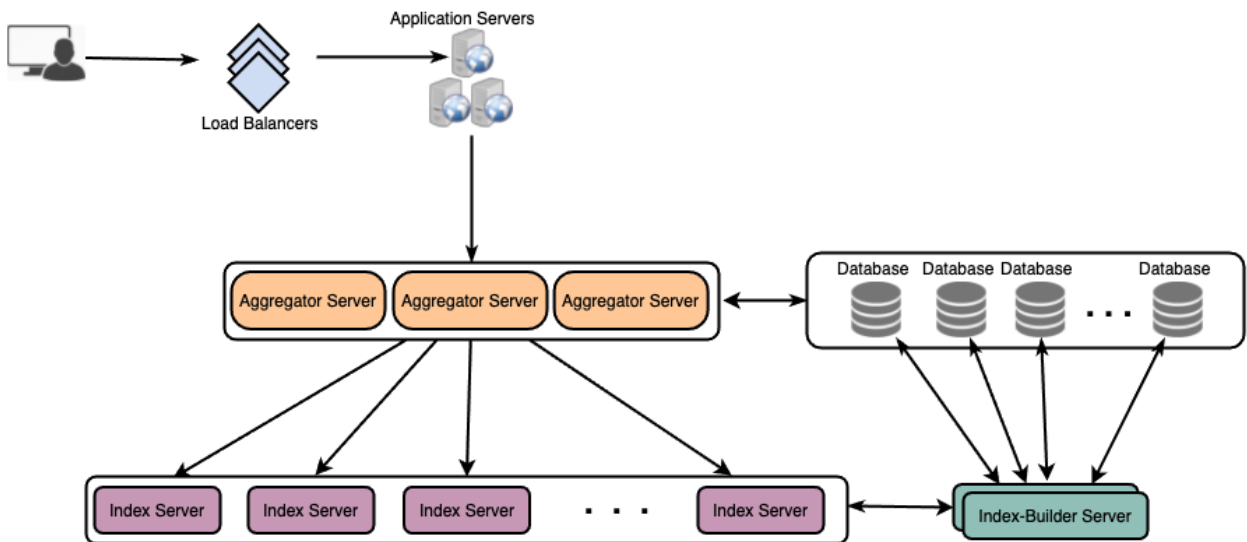 Application Servers
Load Balancers
Aggregator Server
Aggregator Server
Aggregator Server
Database
Database
Database
. . .
Database
Index Server
Index Server
Index Server
. . .
Index Server
Index-Builder Server